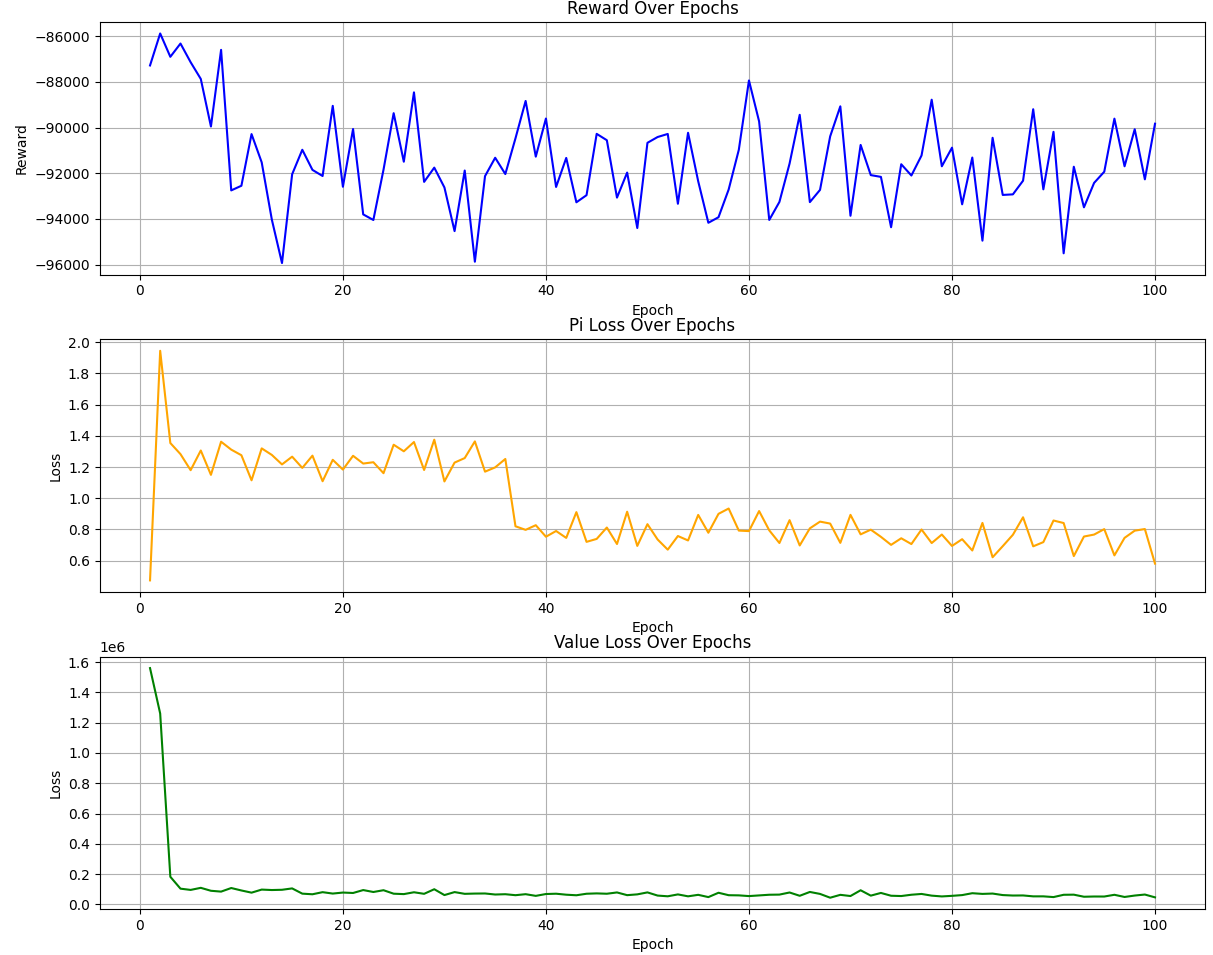 Reward Over Epochs
−86000
−88000
−90000
−92000
−94000
−96000
Reward
0 20 40 60 80 100
Epoch
Pi Loss Over Epochs
2.0
1.8
1.6
1.4
1.2
1.0
0.8
0.6
Loss
0 20 40 60 80 100
Epoch
Value Loss Over Epochs
1e6
1.6
1.4
1.2
1.0
0.8
0.6
0.4
0.2
0.0
Loss
0 20 40 60 80 100
Epoch